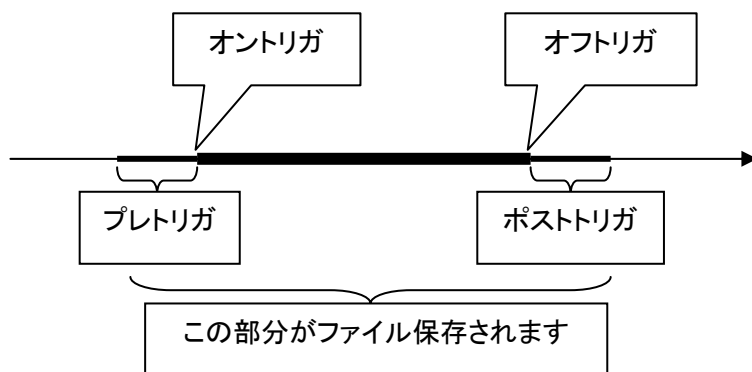 オントリガ
オフトリガ
プレトリガ
ポストトリガ
この部分がファイル保存されます